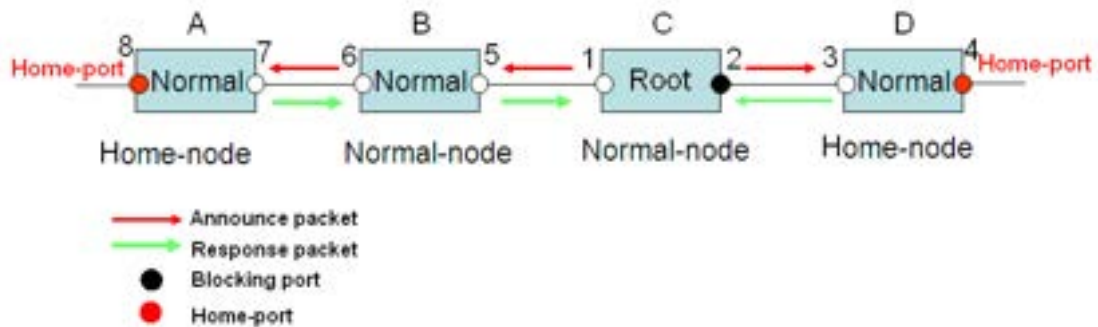 A B C D
8 7 6 5 1 2 3 4
Home-port Normal Normal Root Normal Home-port
Home-node Normal-node Normal-node Home-node
Announce packet
Response packet
Blocking port
Home-port